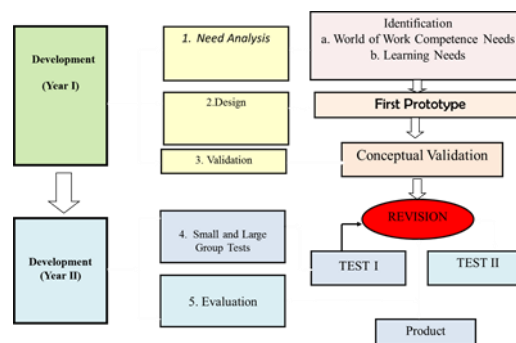 Development
(Year I)
1. Need Analysis
2.Design
3. Validation
Identification
a. World of Work Competence Needs
b. Learning Needs
First Prototype
Conceptual Validation
REVISION
Development
(Year II)
4. Small and Large
Group Tests
5. Evaluation
TEST I
TEST II
Product